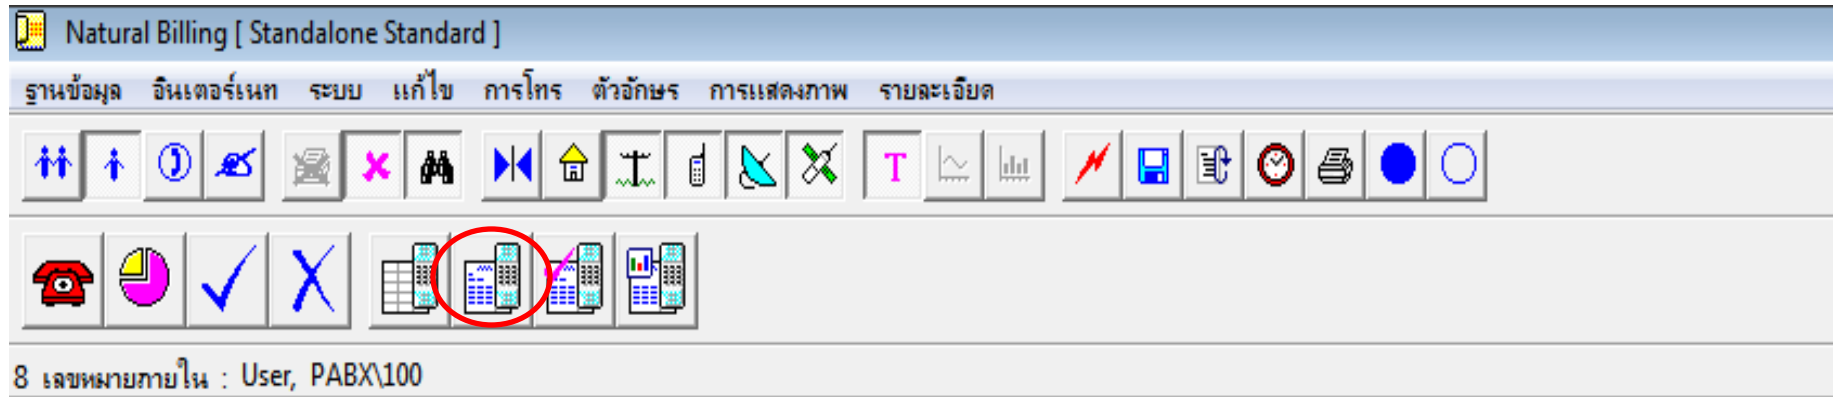 Natural Billing [ Standalone Standard ]
ฐานข้อมูล อินเตอร์เนท ระบบ แก้ไข การโทร ตัวอักษร การแสดงภาพ รายละเอียด
T
8 เลขหมายภายใน : User, PABX\100